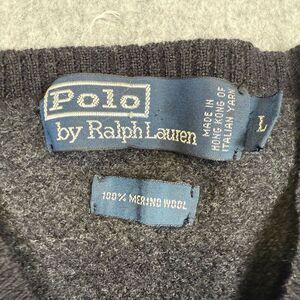 Polo
by Ralph Lauren
MADE IN
HONG KONG OF
ITALIAN YARN
L
100% MERINO WOOL